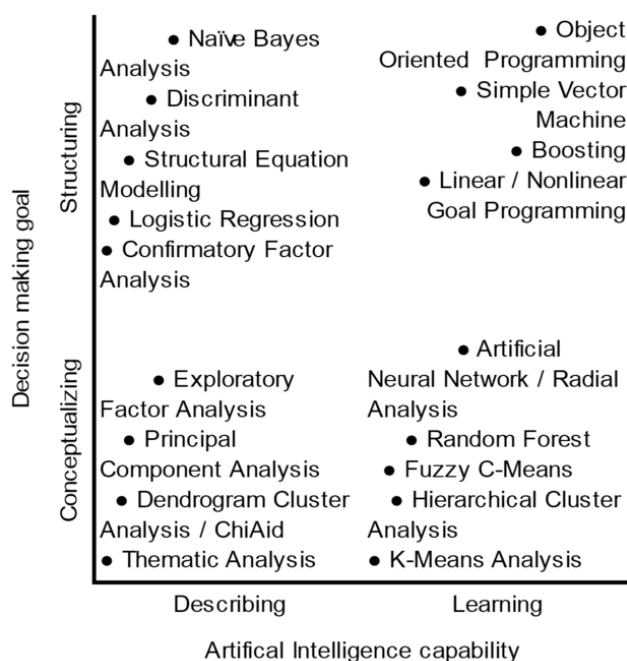 Decision making goal
Structuring
Conceptualizing
● Naïve Bayes
Analysis
● Discriminant
Analysis
● Structural Equation
Modelling
● Logistic Regression
● Confirmatory Factor
Analysis
● Object
Oriented Programming
● Simple Vector
Machine
● Boosting
● Linear / Nonlinear
Goal Programming
● Exploratory
Factor Analysis
● Principal
Component Analysis
● Dendrogram Cluster
Analysis / ChiAid
● Thematic Analysis
● Artificial
Neural Network / Radial
Analysis
● Random Forest
● Fuzzy C-Means
● Hierarchical Cluster
Analysis
● K-Means Analysis
Describing
Learning
Artifical Intelligence capability